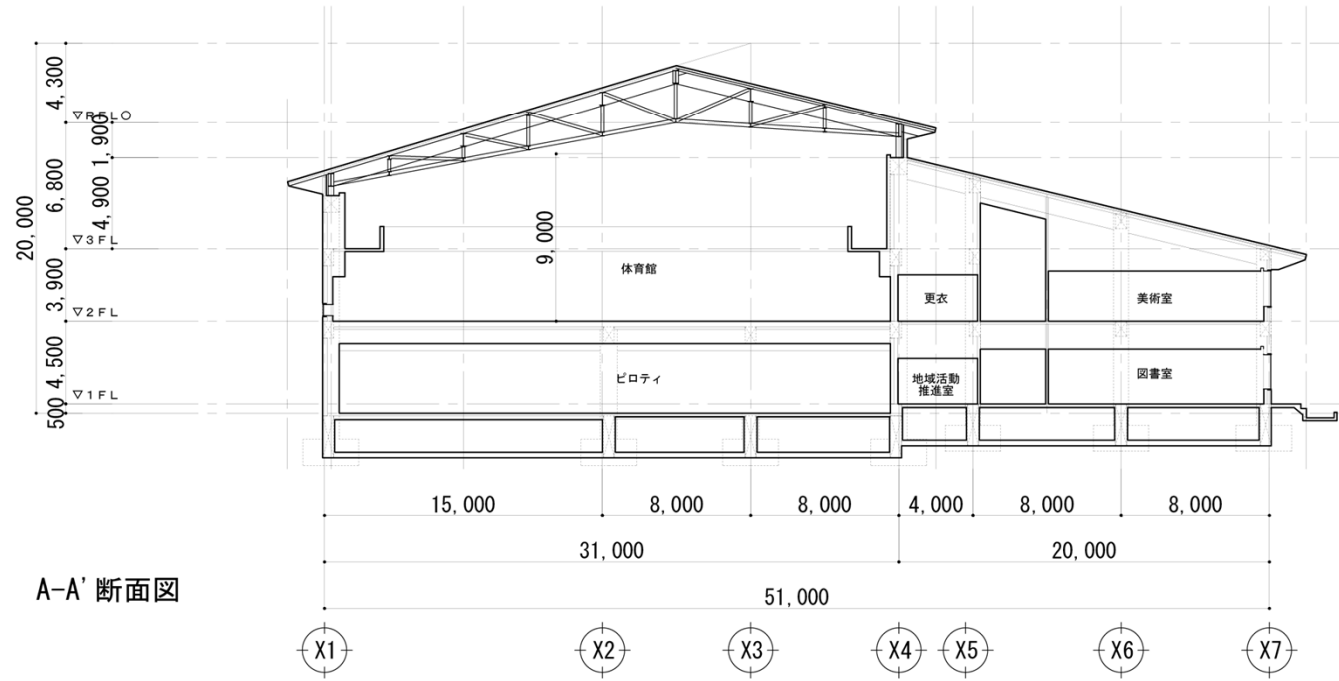 4,300
▽RFLO
1,900
6,800
4,900
20,000
▽3FL
9,000
体育館
3,900
更衣
美術室
▽2FL
4,500
ピロティ
地域活動
推進室
図書室
▽1FL
500
15,000
8,000
8,000
4,000
8,000
8,000
31,000
20,000
A-A' 断面図
51,000
X1
X2
X3
X4
X5
X6
X7